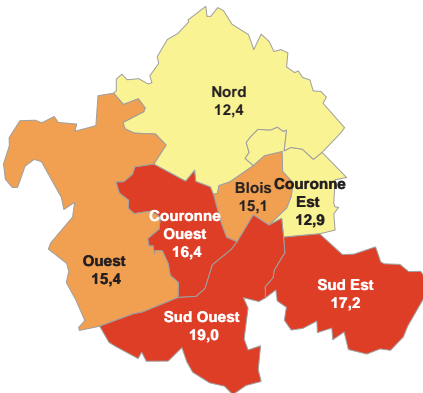 Nord
12,4
Blois
15,1
Couronne
Est
12,9
Couronne
Ouest
16,4
Ouest
15,4
Sud Est
17,2
Sud Ouest
19,0